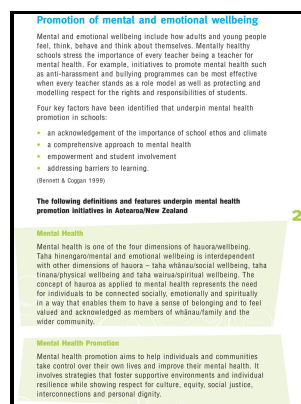 Promotion of mental and emotional wellbeing
Mental and emotional wellbeing include how adults and young people
feel, think, behave and think about themselves. Mentally healthy
schools stress the importance of every teacher being a teacher for
mental health. For example, initiatives to promote mental health such
as anti-harassment and bullying programmes can be most effective
when every teacher stands as a role model as well as protecting and
modelling respect for the rights and responsibilities of students.
Four key factors have been identified that underpin mental health
promotion in schools:
• an acknowledgement of the importance of school ethos and climate
• a comprehensive approach to mental health
• empowerment and student involvement
• addressing barriers to learning.
(Bennett & Coggan 1999)
The following definitions and features underpin mental health
promotion initiatives in Aotearoa/New Zealand
2
Mental Health
Mental health is one of the four dimensions of hauora/wellbeing.
Taha hinengaro/mental and emotional wellbeing is interdependent
with other dimensions of hauora – taha whānau/social wellbeing, taha
tinana/physical wellbeing and taha wairua/spiritual wellbeing. The
concept of hauroa as applied to mental health represents the need
for individuals to be connected socially, emotionally and spiritually
in a way that enables them to have a sense of belonging and to feel
valued and acknowledged as members of whānau/family and the
wider community.
Mental Health Promotion
Mental health promotion aims to help individuals and communities
take control over their own lives and improve their mental health. It
involves strategies that foster supportive environments and individual
resilience while showing respect for culture, equity, social justice,
interconnections and personal dignity.